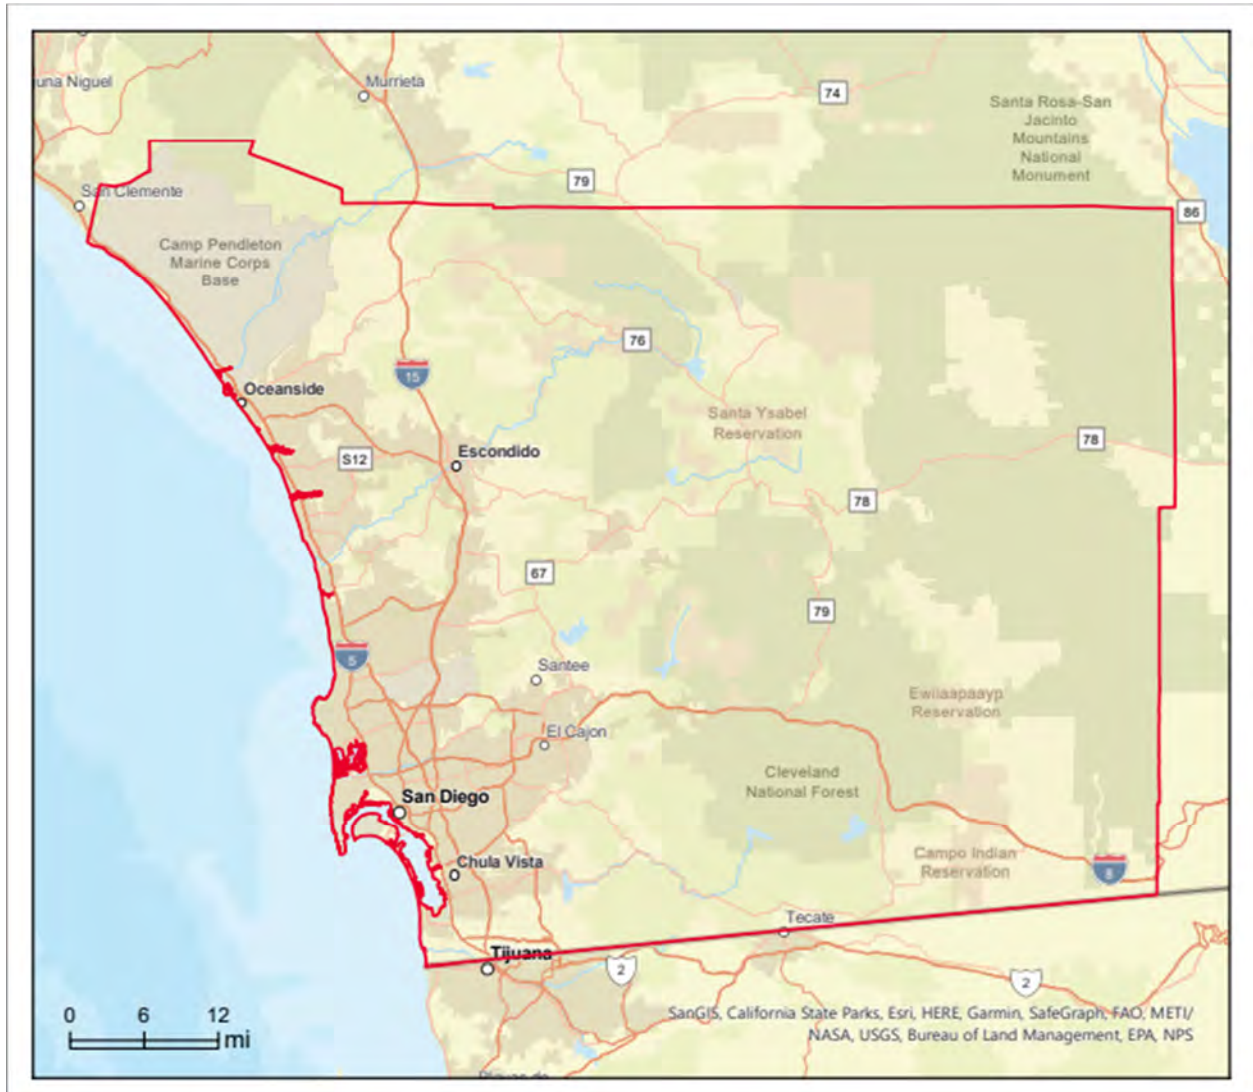 una Niguel
Murrieta
74
Santa Rosa-San
Jacinto
Mountains
National
Monument
79
San Clemente
86
Camp Pendleton
Marine Corps
Base
76
15
Oceanside
Santa Ysabel
Reservation
78
S12
Escondido
78
67
79
5
Santee
Ewiiaapaayp
Reservation
El Cajon
Cleveland
National Forest
San Diego
Campo Indian
Reservation
Chula Vista
8
Tecate
Tijuana
2
2
0 6 12
mi
SanGIS, California State Parks, Esri, HERE, Garmin, SafeGraph, FAO, METI/
NASA, USGS, Bureau of Land Management, EPA, NPS